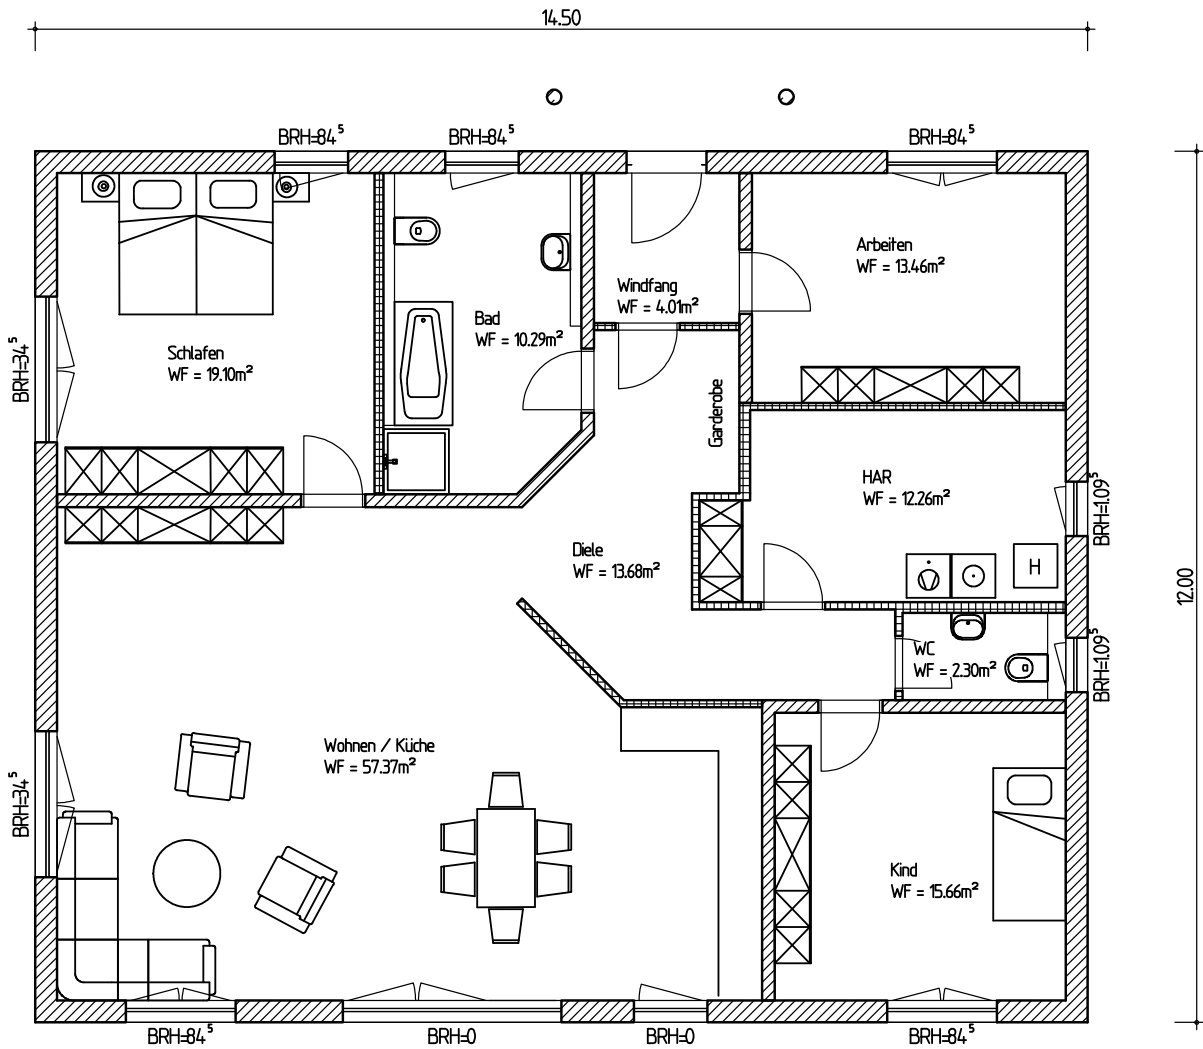 14.50
BRH=84⁵
BRH=84⁵
BRH=84⁵
Arbeiten
WF = 13.46m²
Windfang
WF = 4.01m²
Bad
WF = 10.29m²
Schlafen
WF = 19.10m²
BRH=34⁵
Garderobe
HAR
WF = 12.26m²
BRH=1.09⁵
Diele
WF = 13.68m²
H
12.00
WC
WF = 2.30m²
BRH=1.09⁵
Wohnen / Küche
WF = 57.37m²
BRH=34⁵
Kind
WF = 15.66m²
BRH=84⁵
BRH=0
BRH=0
BRH=84⁵